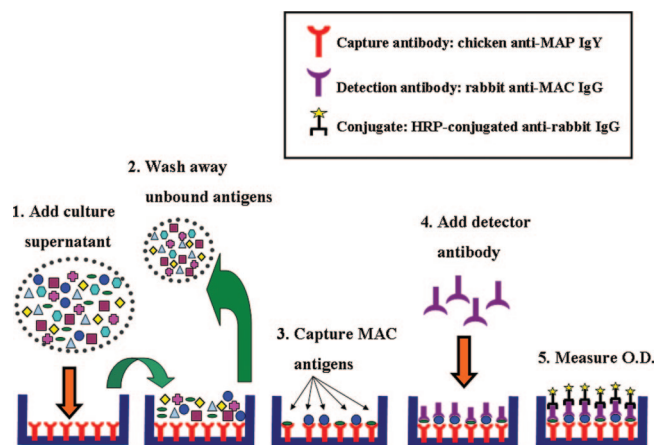 Capture antibody: chicken anti-MAP IgY
Detection antibody: rabbit anti-MAC IgG
Conjugate: HRP-conjugated anti-rabbit IgG
2. Wash away
unbound antigens
1. Add culture
supernatant
4. Add detector
antibody
3. Capture MAC
antigens
5. Measure O.D.